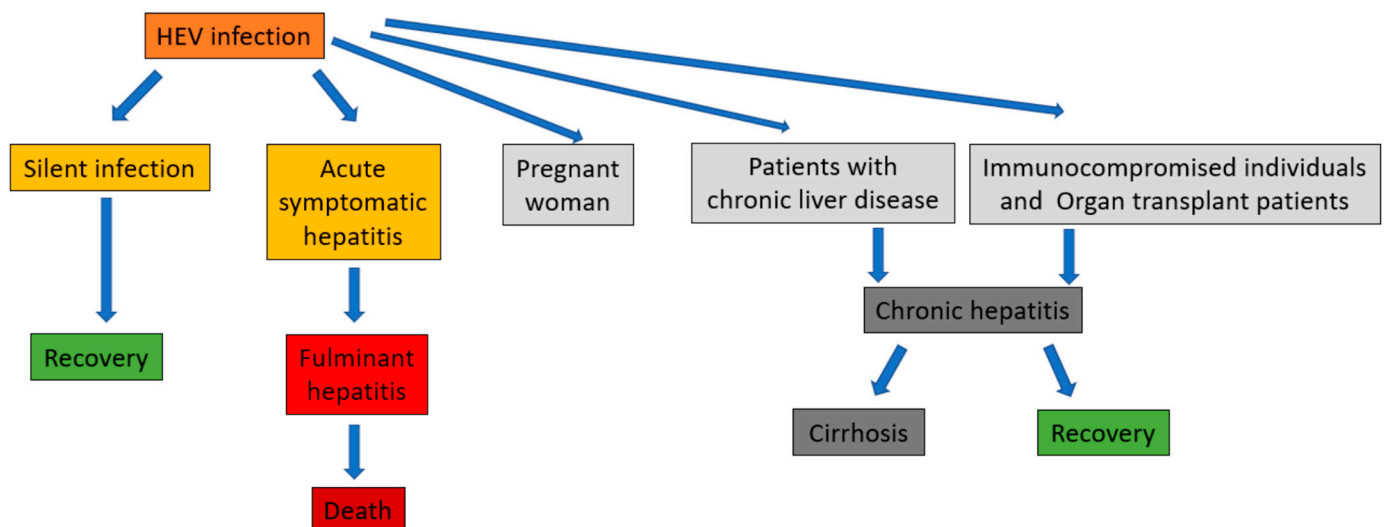 HEV infection
Silent infection
Acute
symptomatic
hepatitis
Pregnant
woman
Patients with
chronic liver disease
Immunocompromised individuals
and  Organ transplant patients
Chronic hepatitis
Recovery
Fulminant
hepatitis
Cirrhosis
Recovery
Death